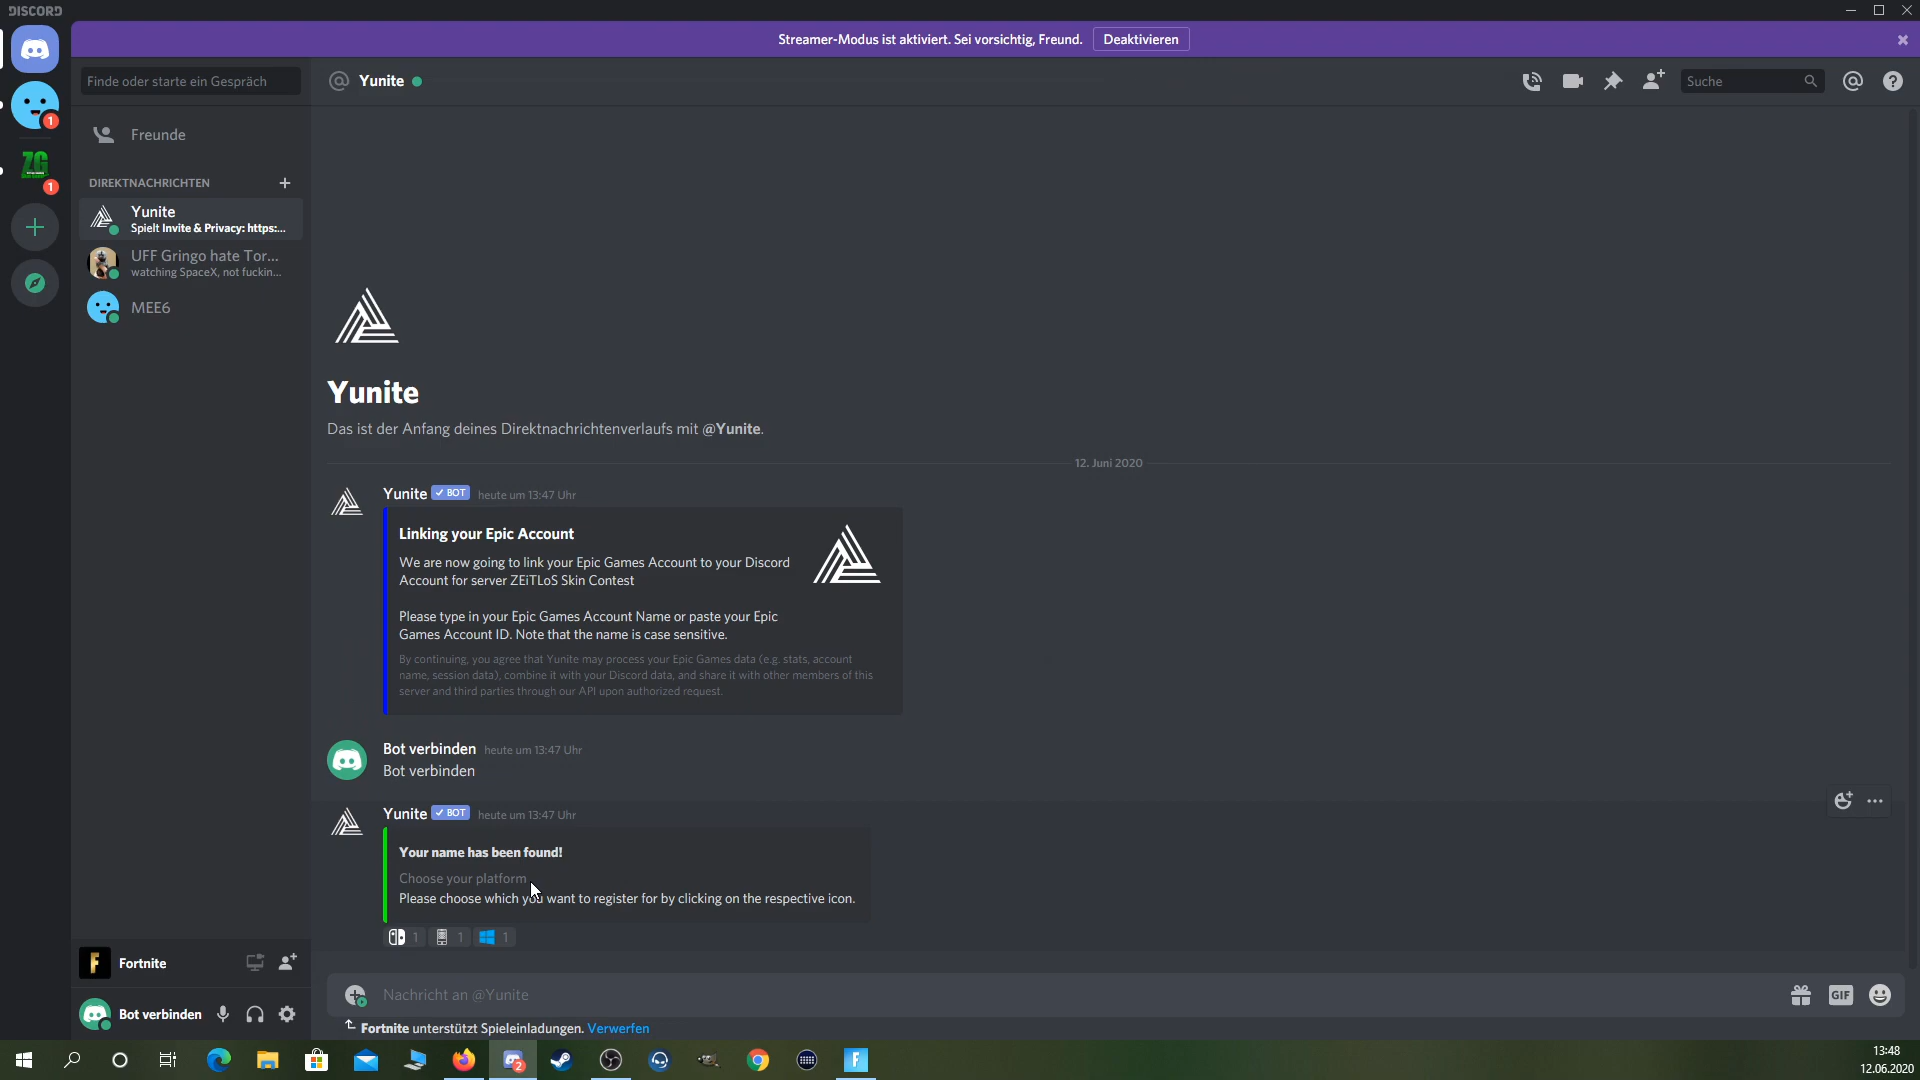 DISCORD
Streamer-Modus ist aktiviert. Sei vorsichtig, Freund.
Deaktivieren
Finde oder starte ein Gespräch
Yunite
Suche
1
Freunde
ZG
1
DIREKTNACHRICHTEN
Yunite
Spielt Invite & Privacy: https:...
UFF Gringo hate Tor...
watching SpaceX, not fuckin...
MEE6
Yunite
Das ist der Anfang deines Direktnachrichtenverlaufs mit @Yunite.
12. Juni 2020
Yunite BOT heute um 13:47 Uhr
Linking your Epic Account
We are now going to link your Epic Games Account to your Discord
Account for server ZEiTLoS Skin Contest
Please type in your Epic Games Account Name or paste your Epic
Games Account ID. Note that the name is case sensitive.
By continuing, you agree that Yunite may process your Epic Games data (e.g. stats, account
name, session data), combine it with your Discord data, and share it with other members of this
server and third parties through our API upon authorized request.
Bot verbinden heute um 13:47 Uhr
Bot verbinden
Yunite BOT heute um 13:47 Uhr
Your name has been found!
Choose your platform
Please choose which you want to register for by clicking on the respective icon.
1 1 1
F Fortnite
Nachricht an @Yunite
GIF
Bot verbinden
Fortnite unterstützt Spieleinladungen. Verwerfen
2
F
13:48
12.06.2020